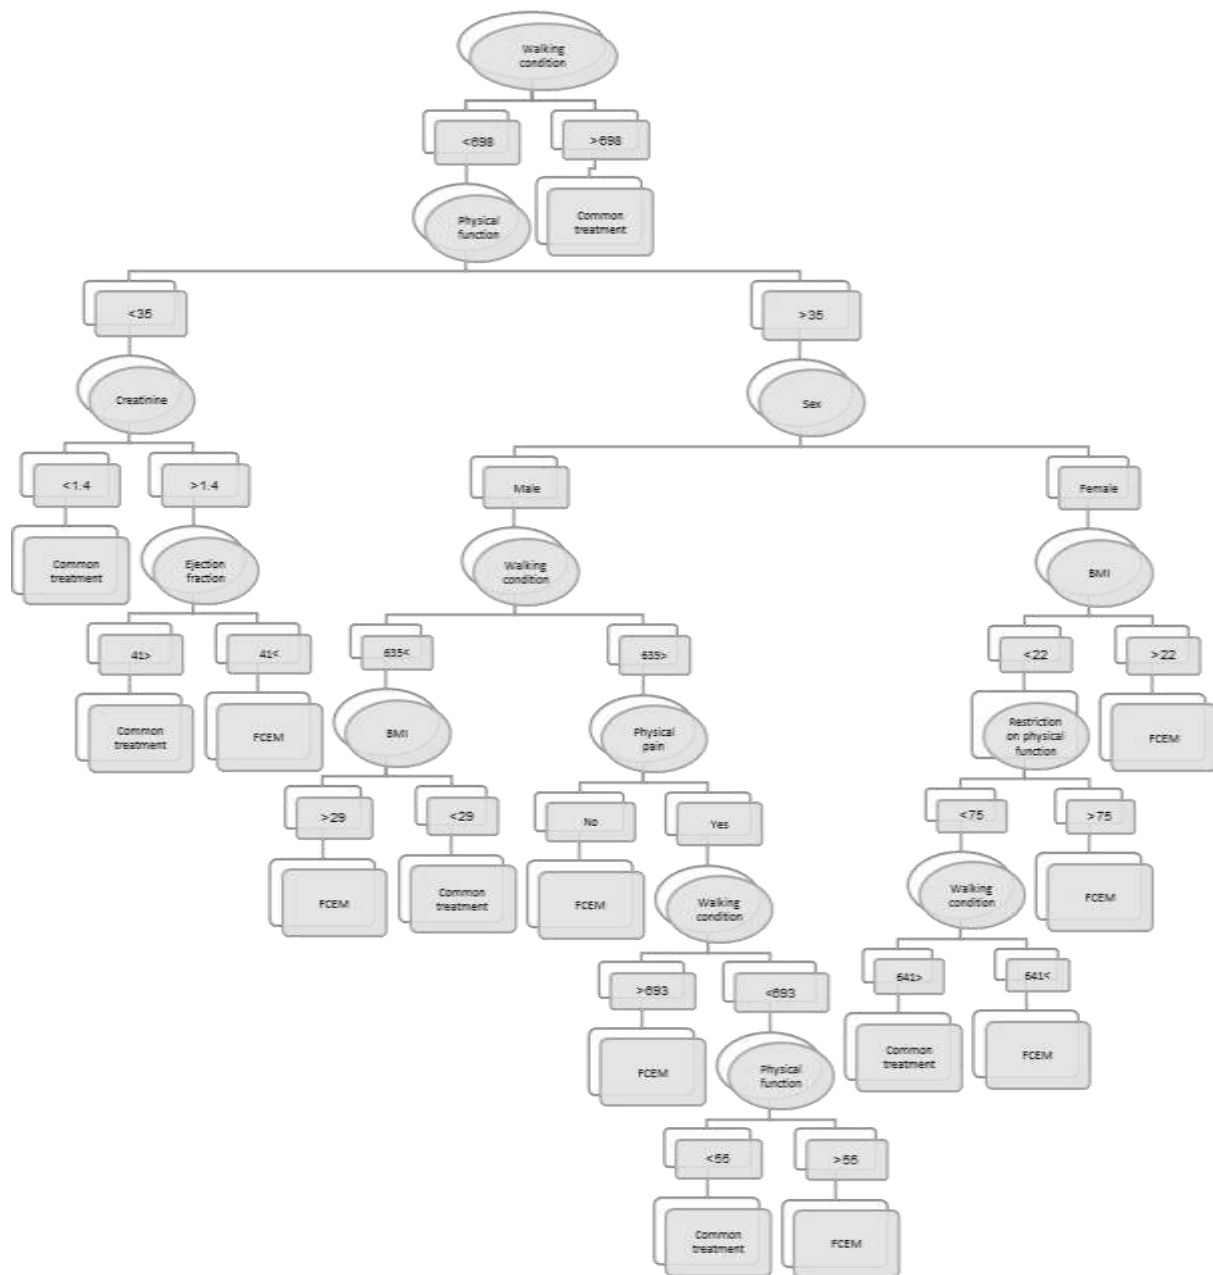 Walking
condition
<698
>698
Physical
function
Common
treatment
<35
>35
Creatinine
Sex
<1.4
>1.4
Male
Female
Common
treatment
Ejection
fraction
Walking
condition
BMI
41>
41<
635<
635>
<22
>22
Common
treatment
FCEM
BMI
Physical
pain
Restriction
on physical
function
FCEM
>29
<29
No
Yes
<75
>75
FCEM
Common
treatment
FCEM
Walking
condition
Walking
condition
FCEM
>693
<693
641>
641<
FCEM
Physical
function
Common
treatment
FCEM
<55
>55
Common
treatment
FCEM